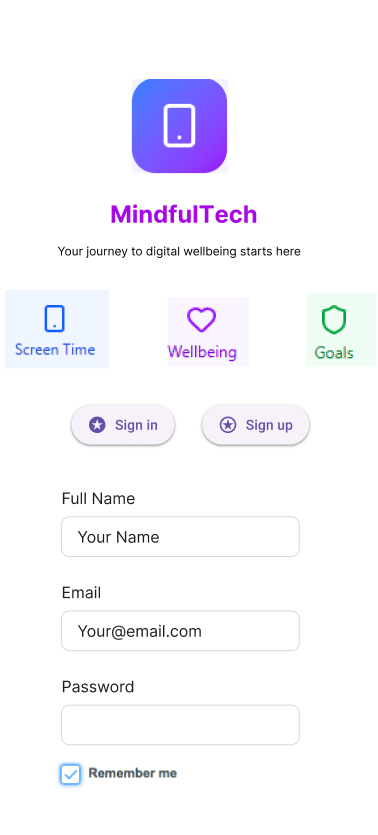 MindfulTech
Your journey to digital wellbeing starts here
Screen Time
Wellbeing
Goals
Sign in
Sign up
Full Name
Your Name
Email
Your@email.com
Password
Remember me